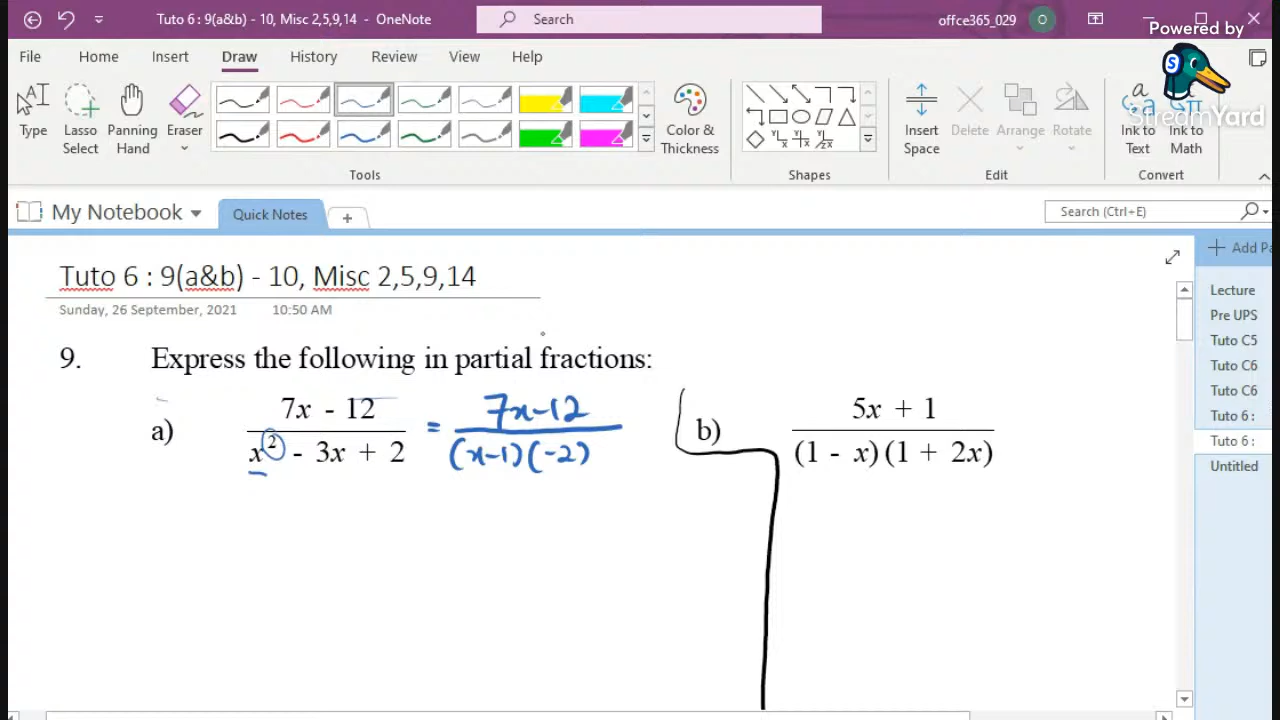 Tuto 6 : 9(a&b) - 10, Misc 2,5,9,14 - OneNote
Search
offce365_029
O
Powered by
StreamYard
File Home Insert Draw History Review View Help
Type
Lasso Select
Panning Hand
Eraser
Color & Thickness
Insert Space
Delete
Arrange
Rotate
Ink to Text
Ink to Math
Tools
Shapes
Edit
Convert
My Notebook
Quick Notes
Search (Ctrl+E)
Add Pa
Tuto 6 : 9(a&b) - 10, Misc 2,5,9,14
Sunday, 26 September, 2021 10:50 AM
9. Express the following in partial fractions:
a) 7x - 12 / x² - 3x + 2 = 7x-12 / (x-1)(-2)
b) 5x + 1 / (1 - x)(1 + 2x)
Lecture
Pre UPS
Tuto C5
Tuto C6
Tuto C6
Tuto 6 :
Tuto 6 :
Untitled